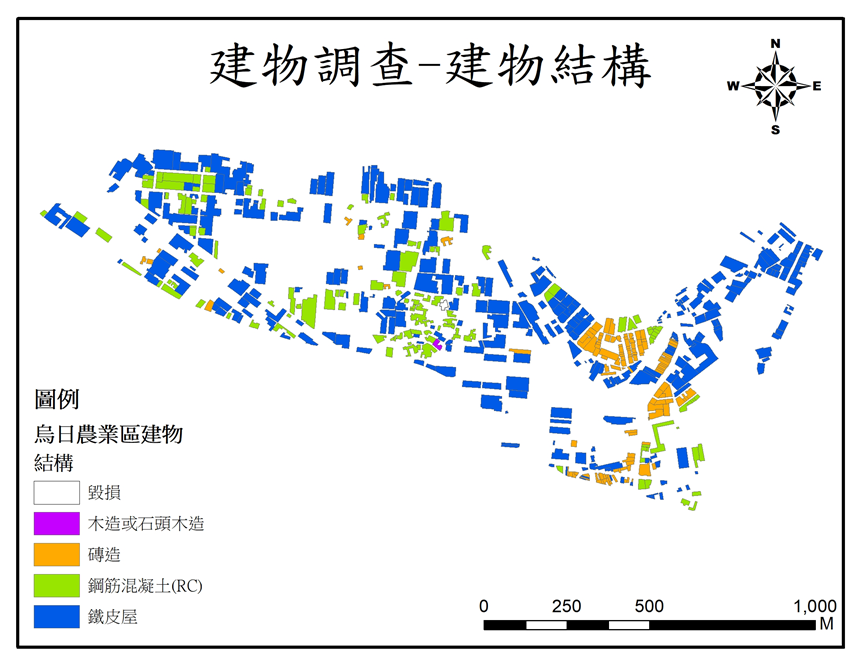 建物調查-建物結構
N
W E
S
圖例
烏日農業區建物
結構
毀損
木造或石頭木造
磚造
鋼筋混凝土(RC)
鐵皮屋
0 250 500 1,000
M